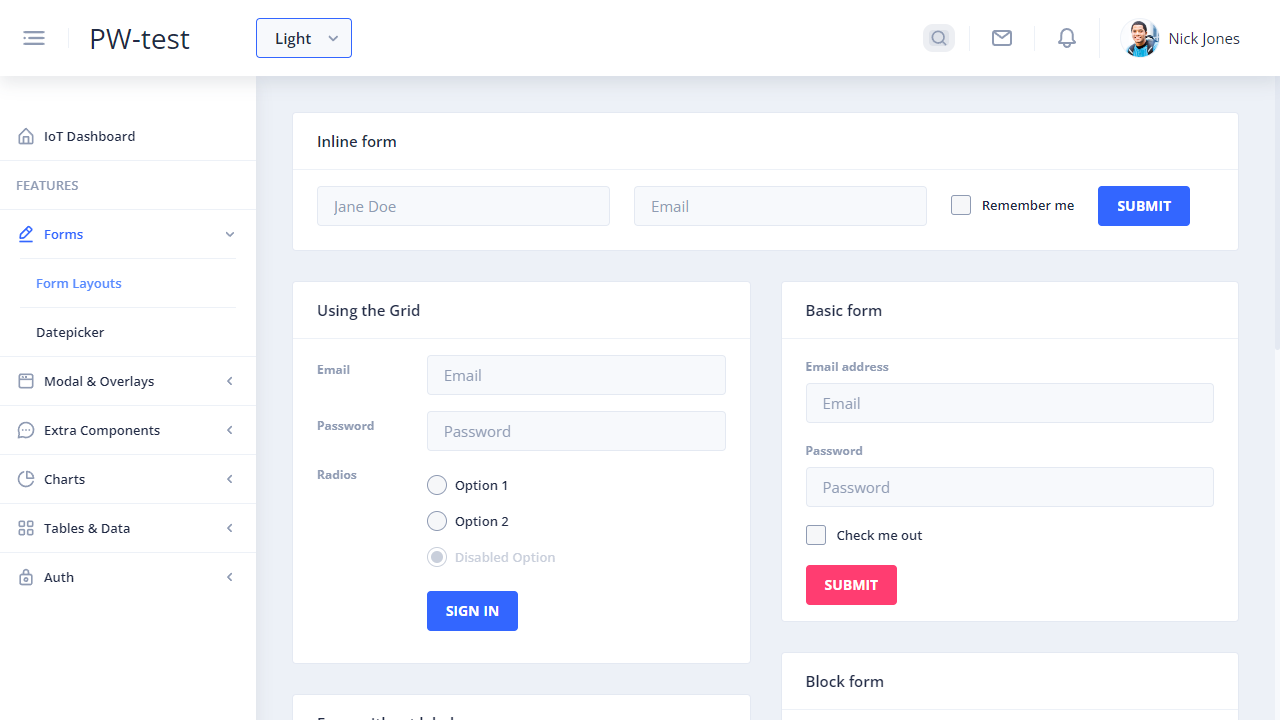 PW-test
Light
Nick Jones
IoT Dashboard
FEATURES
Forms
Form Layouts
Datepicker
Modal & Overlays
Extra Components
Charts
Tables & Data
Auth
Inline form
Jane Doe
Email
Remember me
SUBMIT
Using the Grid
Email
Email
Password
Password
Radios
Option 1
Option 2
Disabled Option
SIGN IN
Basic form
Email address
Email
Password
Password
Check me out
SUBMIT
Block form